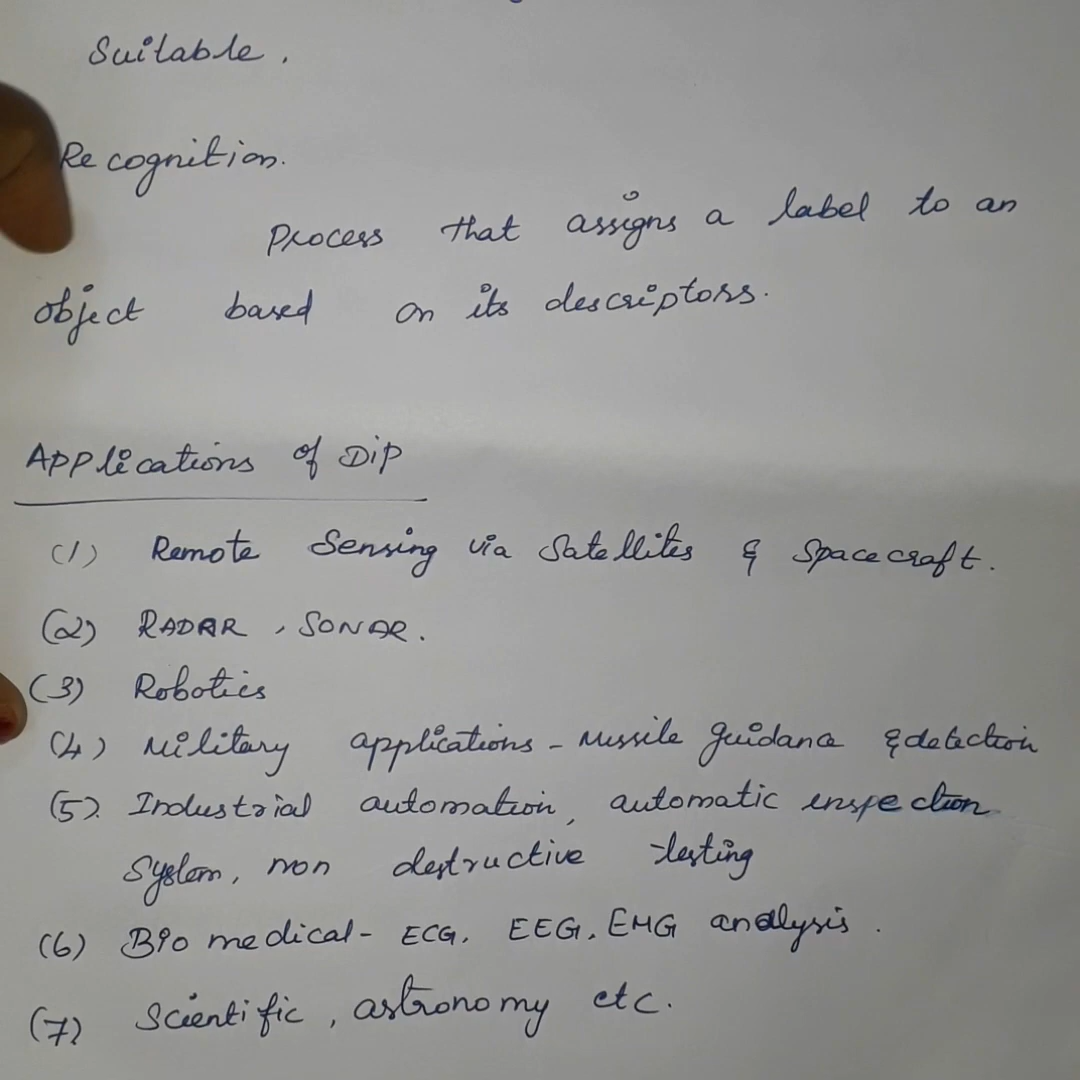 Suitable.
Recognition.
Process that assigns a label to an
object based on its descriptors.
Applications of DIP
(1) Remote Sensing via Satellites & Spacecraft.
(2) RADAR, SONAR.
(3) Robotics
(4) Military applications - Missile guidance & detection
(5). Industrial automation, automatic inspection
System, non destructive testing
(6) Bio medical - ECG, EEG, EMG analysis.
(7) Scientific, astronomy etc.